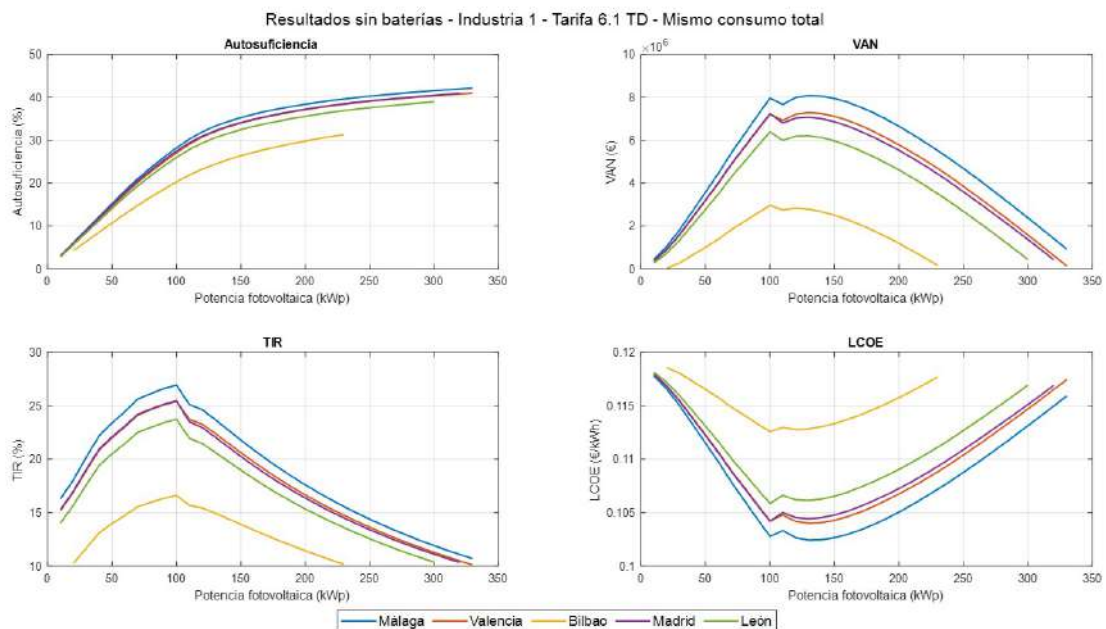 Resultados sin baterías - Industria 1 - Tarifa 6.1 TD - Mismo consumo total
Autosuficiencia
50
40
30
20
10
0
Autosuficiencia (%)
0 50 100 150 200 250 300 350
Potencia fotovoltaica (kWp)
VAN
×10⁶
10
8
6
4
2
0
VAN (€)
0 50 100 150 200 250 300 350
Potencia fotovoltaica (kWp)
TIR
30
25
20
15
10
TIR (%)
0 50 100 150 200 250 300 350
Potencia fotovoltaica (kWp)
LCOE
0.12
0.115
0.11
0.105
0.1
LCOE (€/kWh)
0 50 100 150 200 250 300 350
Potencia fotovoltaica (kWp)
Málaga Valencia Bilbao Madrid León